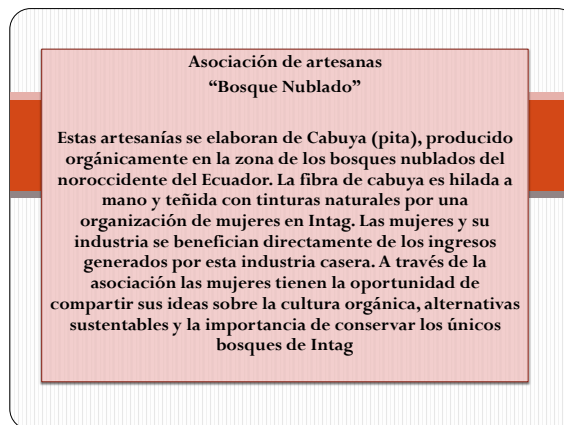 Asociación de artesanas
“Bosque Nublado”
Estas artesanías se elaboran de Cabuya (pita), producido
orgánicamente en la zona de los bosques nublados del
noroccidente del Ecuador. La fibra de cabuya es hilada a
mano y teñida con tinturas naturales por una
organización de mujeres en Intag. Las mujeres y su
industria se benefician directamente de los ingresos
generados por esta industria casera. A través de la
asociación las mujeres tienen la oportunidad de
compartir sus ideas sobre la cultura orgánica, alternativas
sustentables y la importancia de conservar los únicos
bosques de Intag